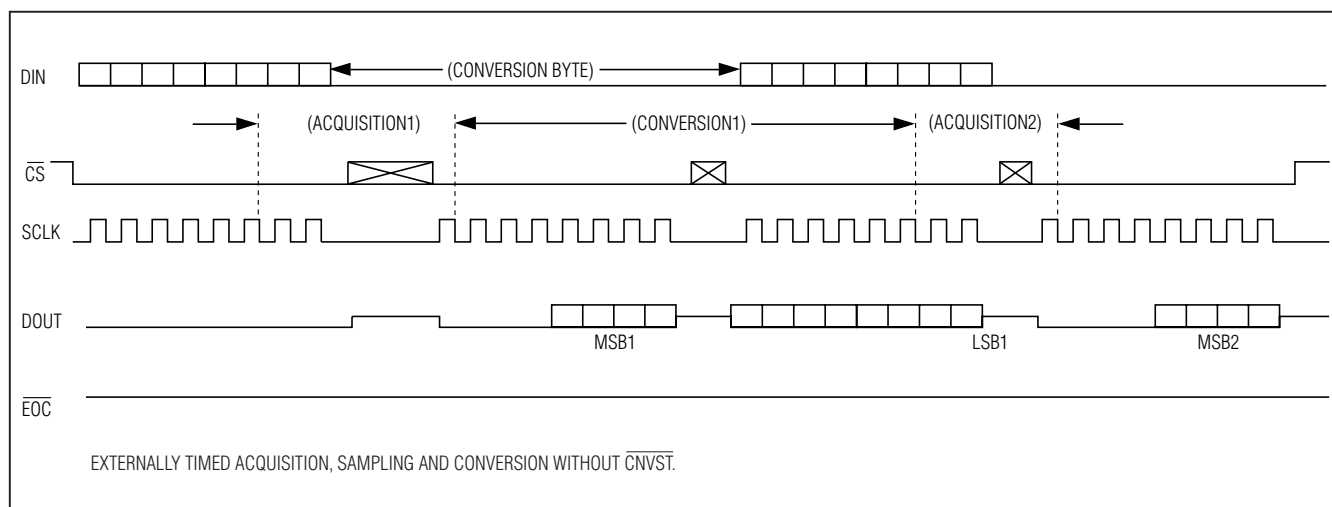 DIN
(CONVERSION BYTE)
(ACQUISITION1)
(CONVERSION1)
(ACQUISITION2)
CS
SCLK
DOUT
MSB1
LSB1
MSB2
EOC
EXTERNALLY TIMED ACQUISITION, SAMPLING AND CONVERSION WITHOUT CNVST.